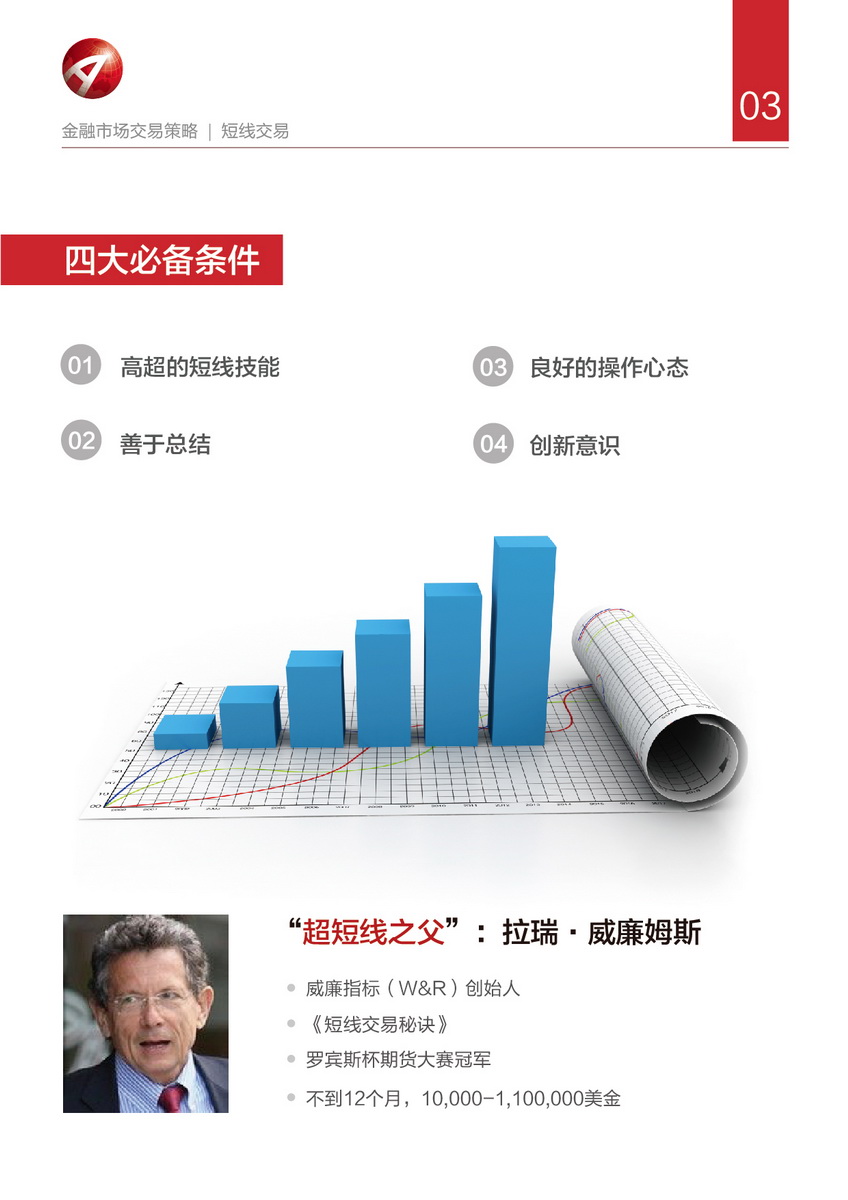 03
金融市场交易策略 | 短线交易
四大必备条件
01 高超的短线技能
02 善于总结
03 良好的操作心态
04 创新意识
“超短线之父”：拉瑞·威廉姆斯
威廉指标（W&R）创始人
《短线交易秘诀》
罗宾斯杯期货大赛冠军
不到12个月，10,000-1,100,000美金